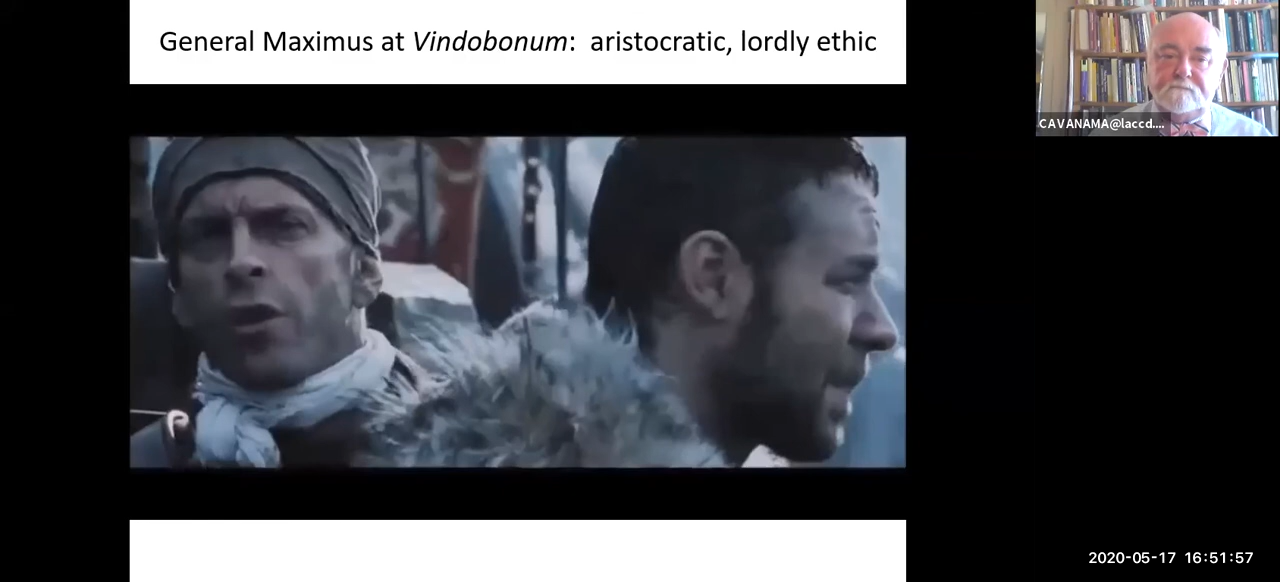 General Maximus at Vindobonum: aristocratic, lordly ethic
CAVANAMA@laccd....
2020-05-17 16:51:57